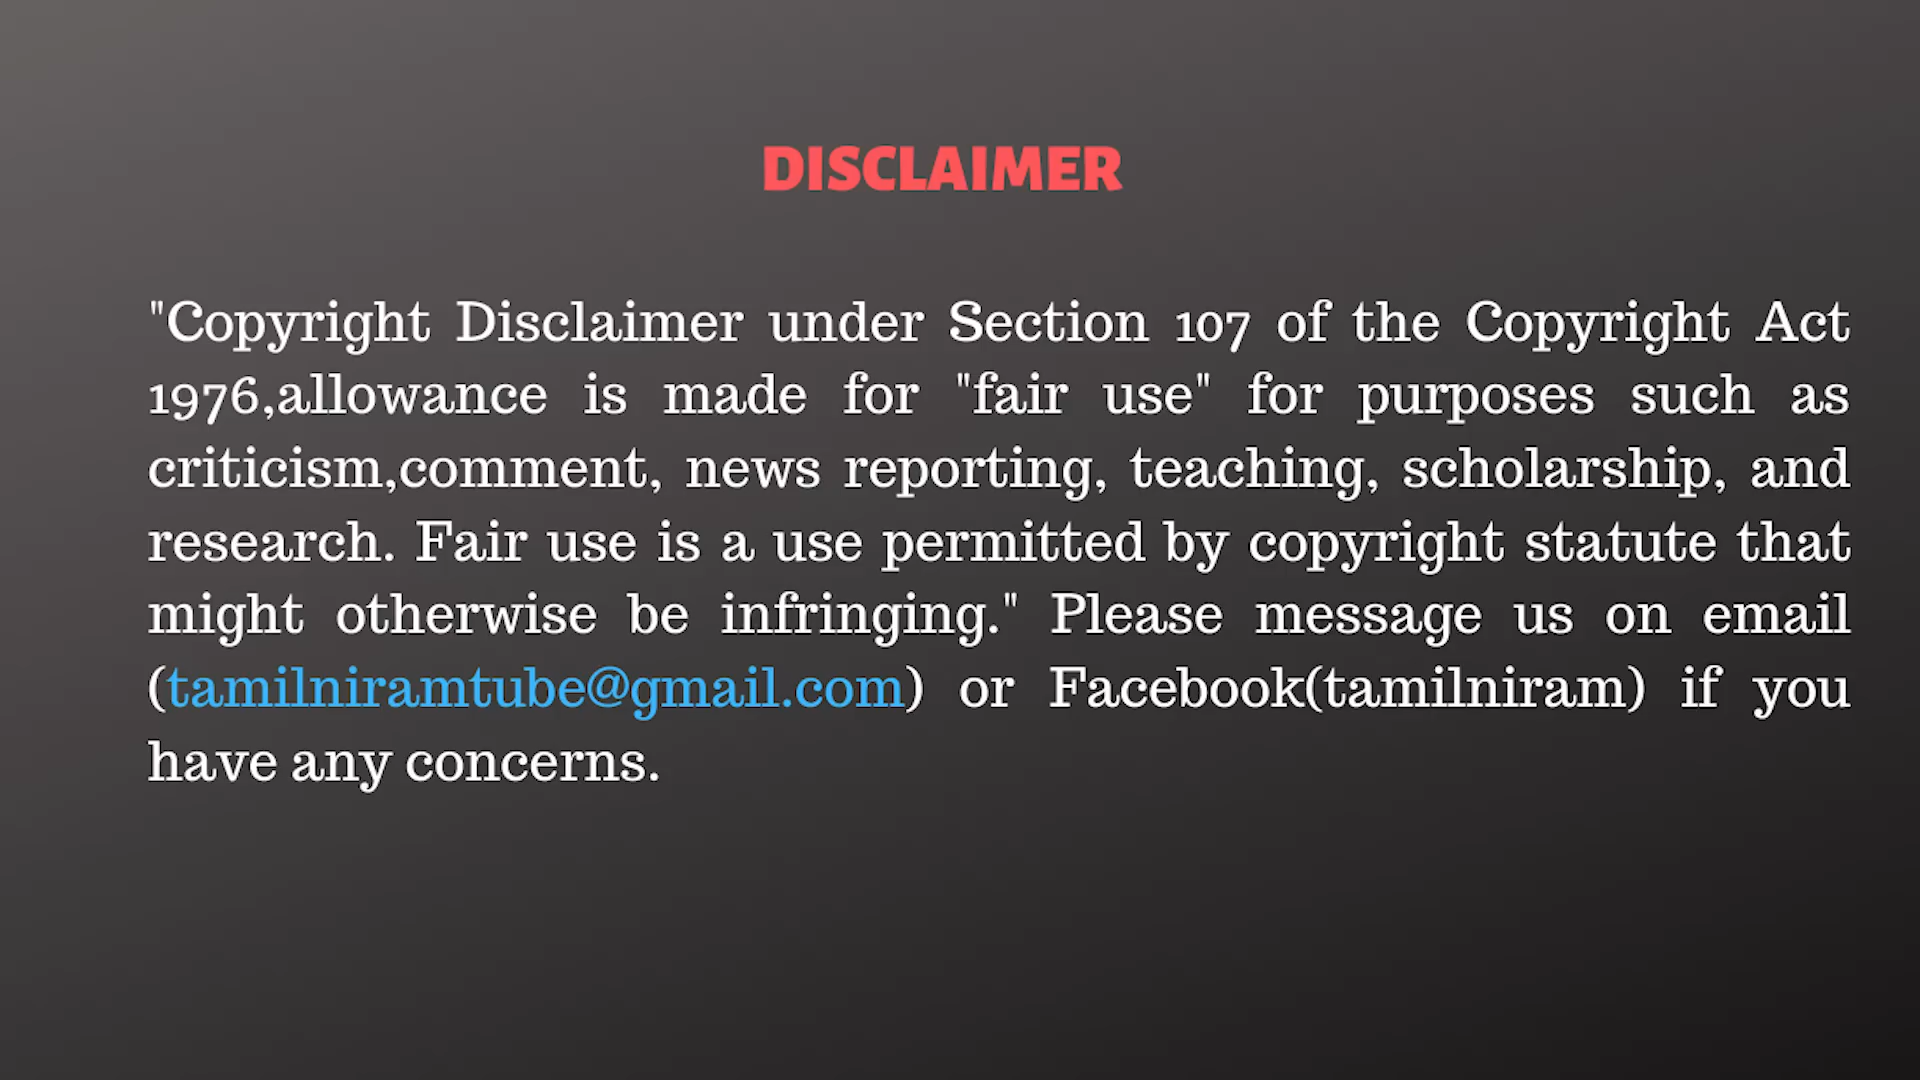 DISCLAIMER
"Copyright Disclaimer under Section 107 of the Copyright Act
1976,allowance is made for "fair use" for purposes such as
criticism,comment, news reporting, teaching, scholarship, and
research. Fair use is a use permitted by copyright statute that
might otherwise be infringing." Please message us on email
(tamilniramtube@gmail.com) or Facebook(tamilniram) if you
have any concerns.